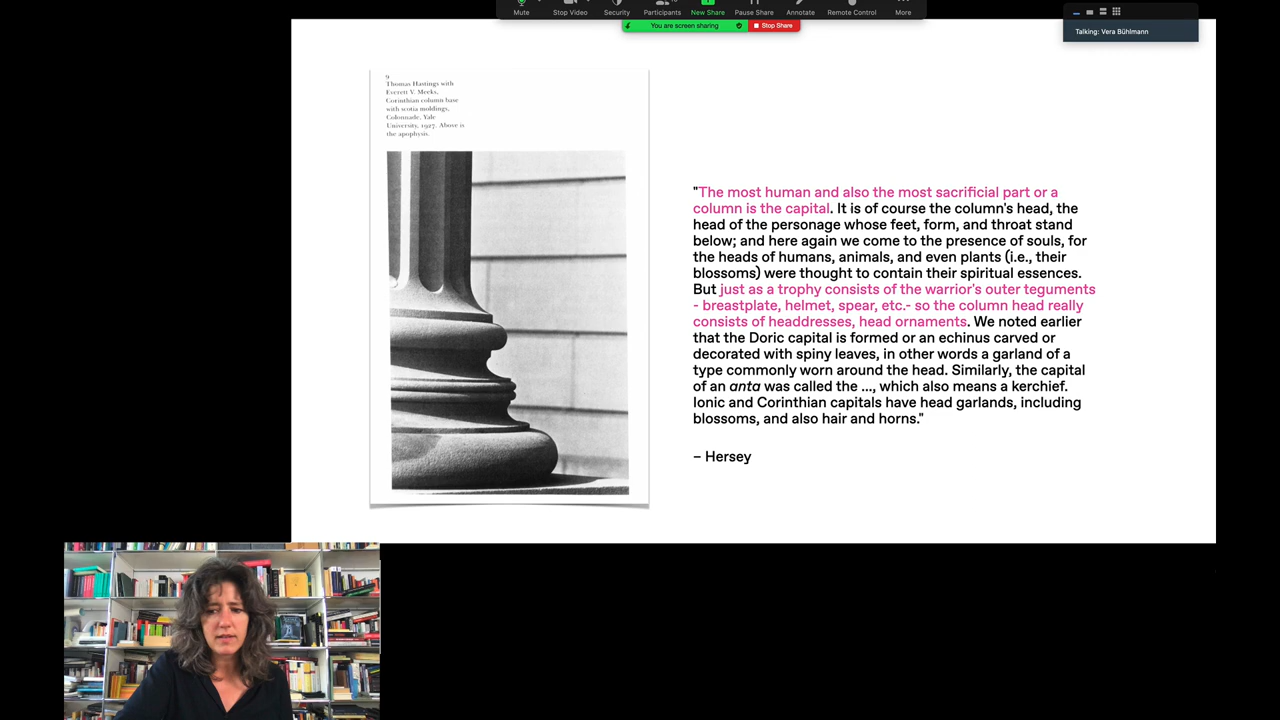 Mute Stop Video Security Participants New Share Pause Share Annotate Remote Control More
You are screen sharing Stop Share
Talking: Vera Bühlmann
9
Thomas Hastings with
Everett V. Meeks,
Corinthian column base
with scotia moldings,
Colonnade, Yale
University, 1927. Above is
the apophysis.
"The most human and also the most sacrificial part or a
column is the capital. It is of course the column's head, the
head of the personage whose feet, form, and throat stand
below; and here again we come to the presence of souls, for
the heads of humans, animals, and even plants (i.e., their
blossoms) were thought to contain their spiritual essences.
But just as a trophy consists of the warrior's outer teguments
- breastplate, helmet, spear, etc.- so the column head really
consists of headdresses, head ornaments. We noted earlier
that the Doric capital is formed or an echinus carved or
decorated with spiny leaves, in other words a garland of a
type commonly worn around the head. Similarly, the capital
of an anta was called the ..., which also means a kerchief.
Ionic and Corinthian capitals have head garlands, including
blossoms, and also hair and horns."
– Hersey